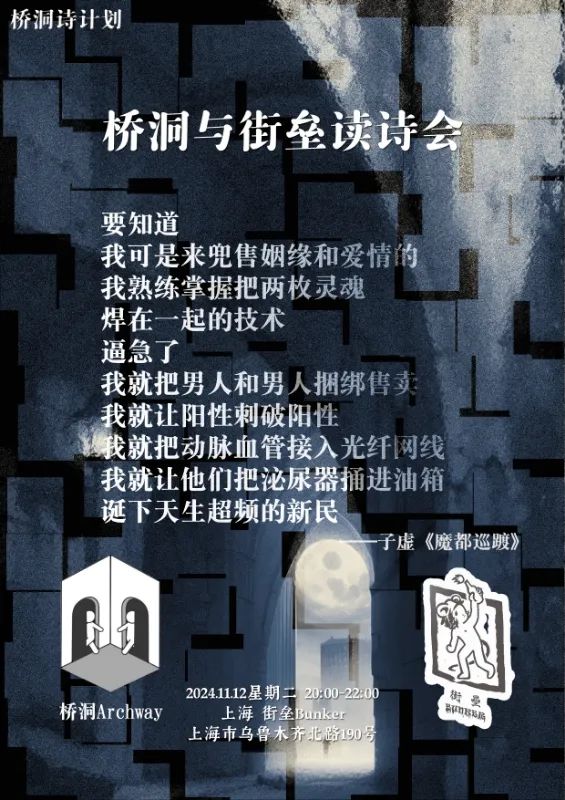 桥洞诗计划
桥洞与街垒读诗会
要知道
我可是来兜售姻缘和爱情的
我熟练掌握把两枚灵魂
焊在一起的技术
逼急了
我就把男人和男人捆绑售卖
我就让阳性刺破阳性
我就把动脉血管接入光纤网线
我就让他们把泌尿器捅进油箱
诞下天生超频的新民
——子虚《魔都巡踱》
桥洞Archway
2024.11.12星期二 20:00-22:00
上海 街垒Bunker
上海市乌鲁木齐北路190号
街垒